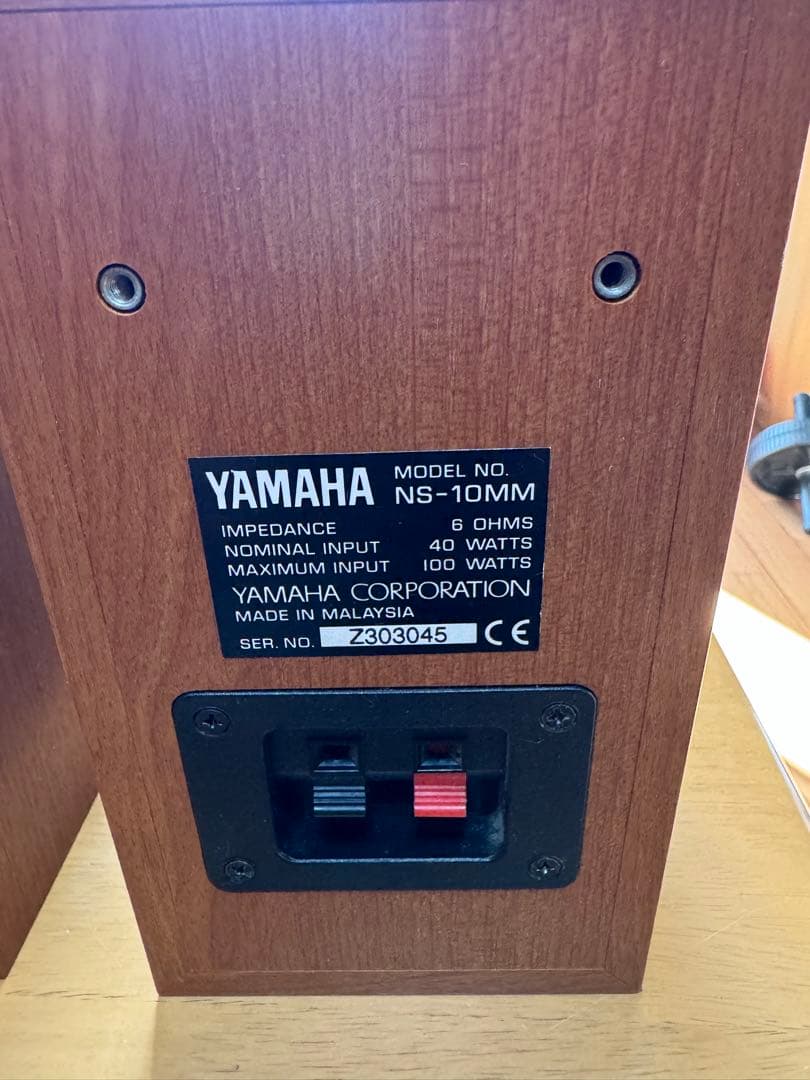 YAMAHA MODEL NO.
NS-10MM
IMPEDANCE 6 OHMS
NOMINAL INPUT 40 WATTS
MAXIMUM INPUT 100 WATTS
YAMAHA CORPORATION
MADE IN MALAYSIA
SER. NO. Z303045 CE